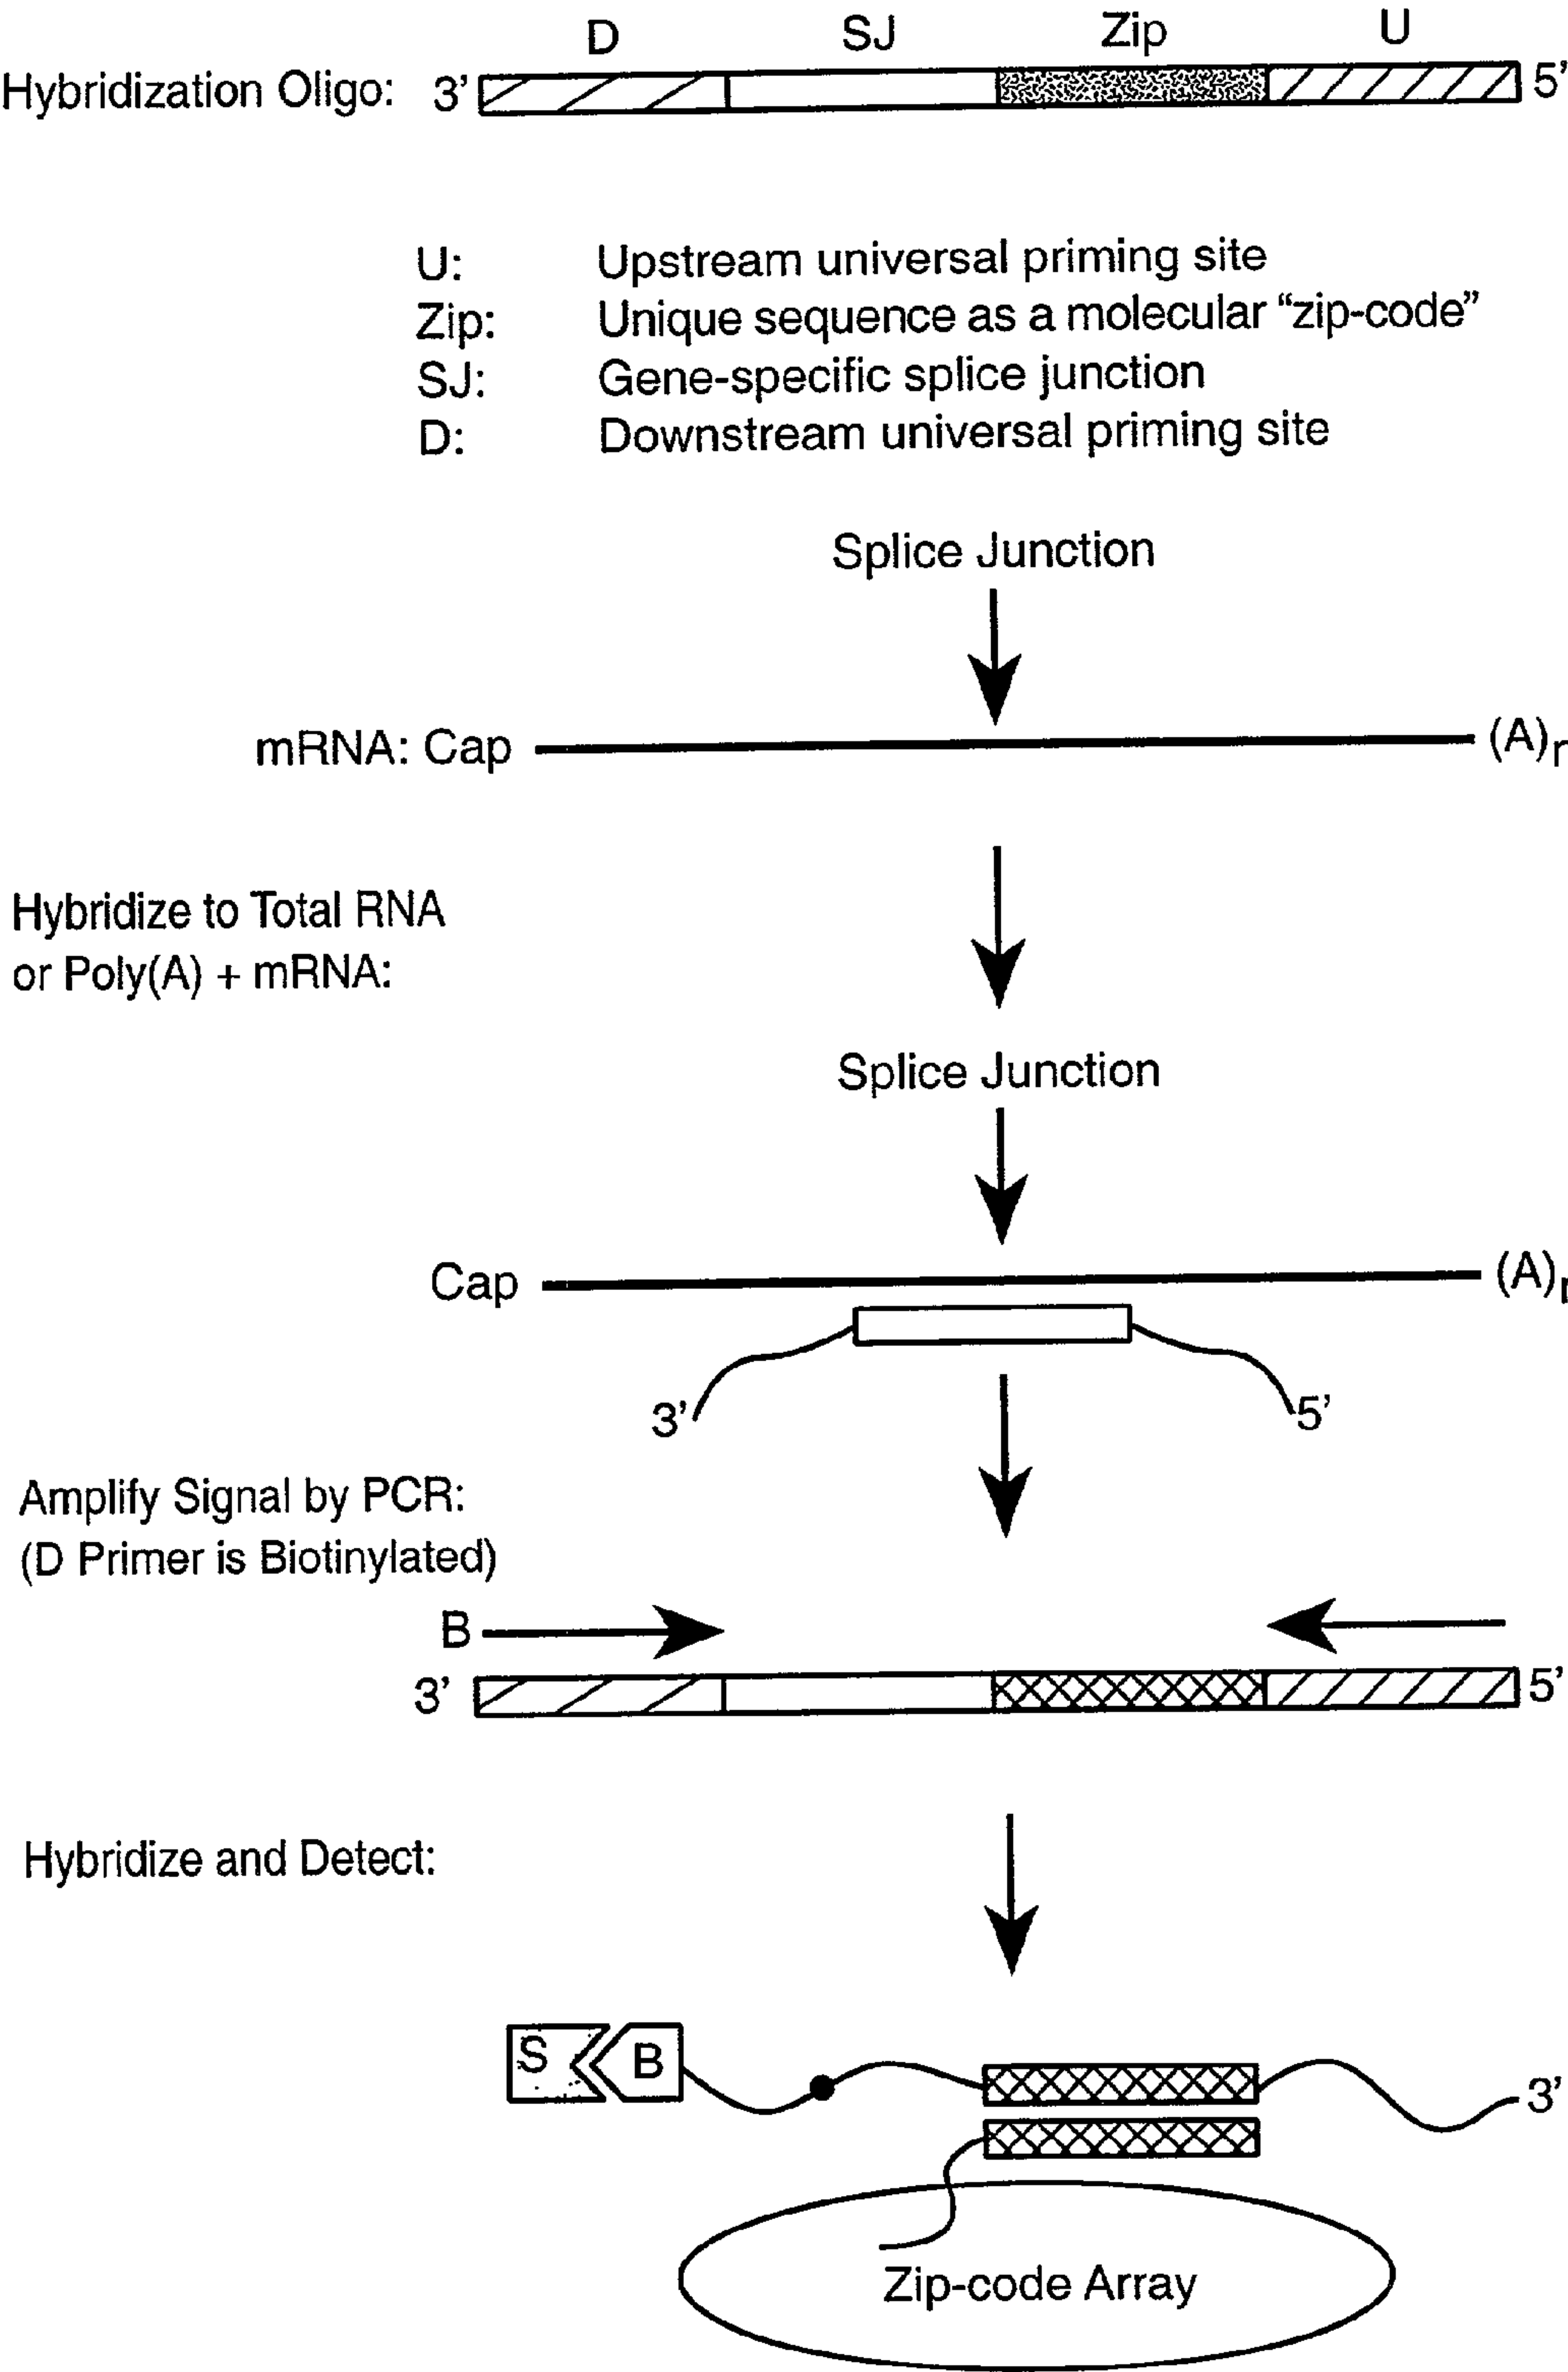 D SJ Zip U
Hybridization Oligo: 3' 5'
U: Upstream universal priming site
Zip: Unique sequence as a molecular “zip-code”
SJ: Gene-specific splice junction
D: Downstream universal priming site
Splice Junction
mRNA: Cap (A)
Hybridize to Total RNA
or Poly(A) + mRNA:
Splice Junction
Cap (A)
3' 5'
Amplify Signal by PCR:
(D Primer is Biotinylated)
B
3' 5'
Hybridize and Detect:
S B 3'
Zip-code Array